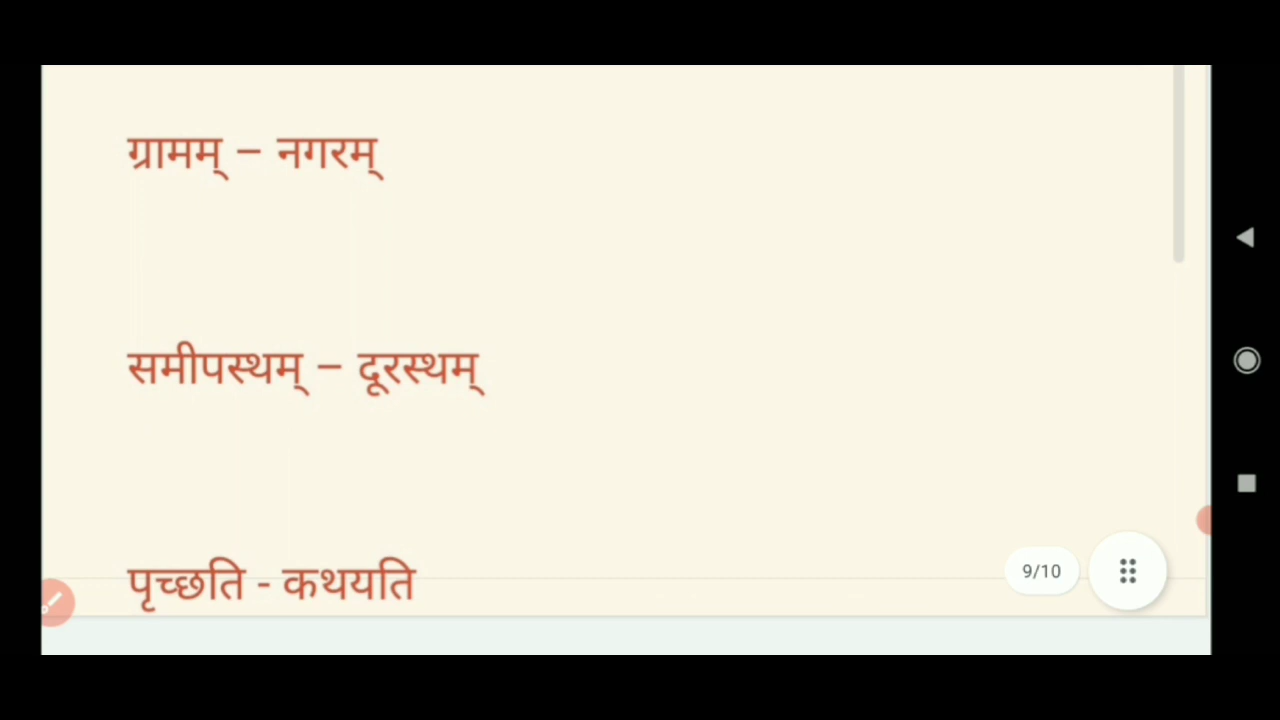 ग्रामम् – नगरम्
समीपस्थम् – दूरस्थम्
पृच्छति - कथयति
9/10